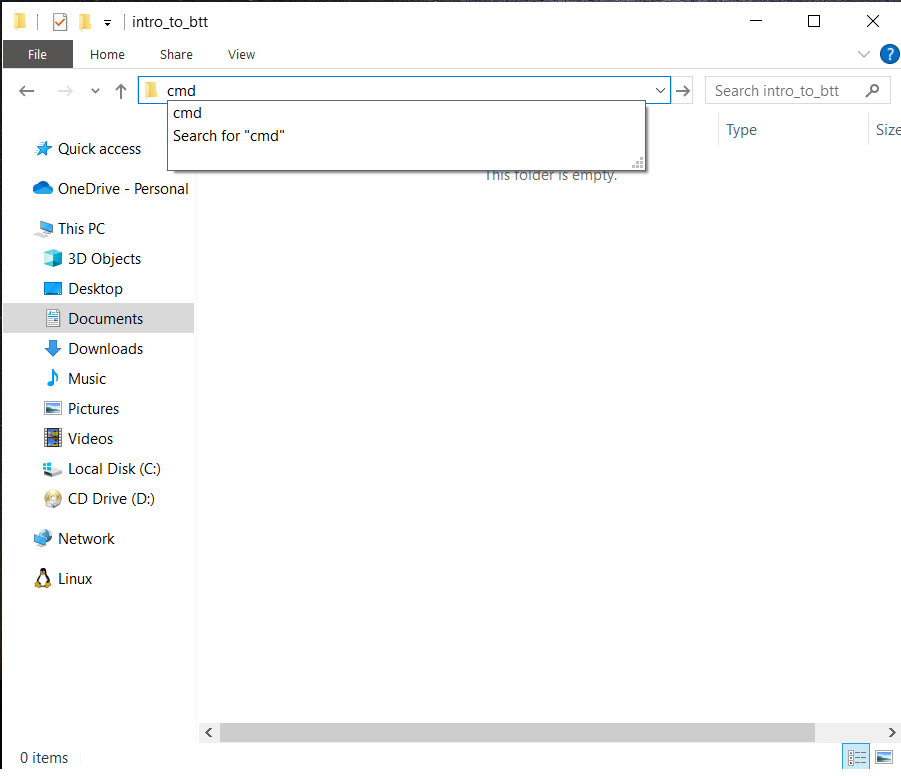 intro_to_btt
File Home Share View
cmd Search intro_to_btt
cmd
Search for "cmd"
Type Size
This folder is empty.
Quick access
OneDrive - Personal
This PC
3D Objects
Desktop
Documents
Downloads
Music
Pictures
Videos
Local Disk (C:)
CD Drive (D:)
Network
Linux
0 items